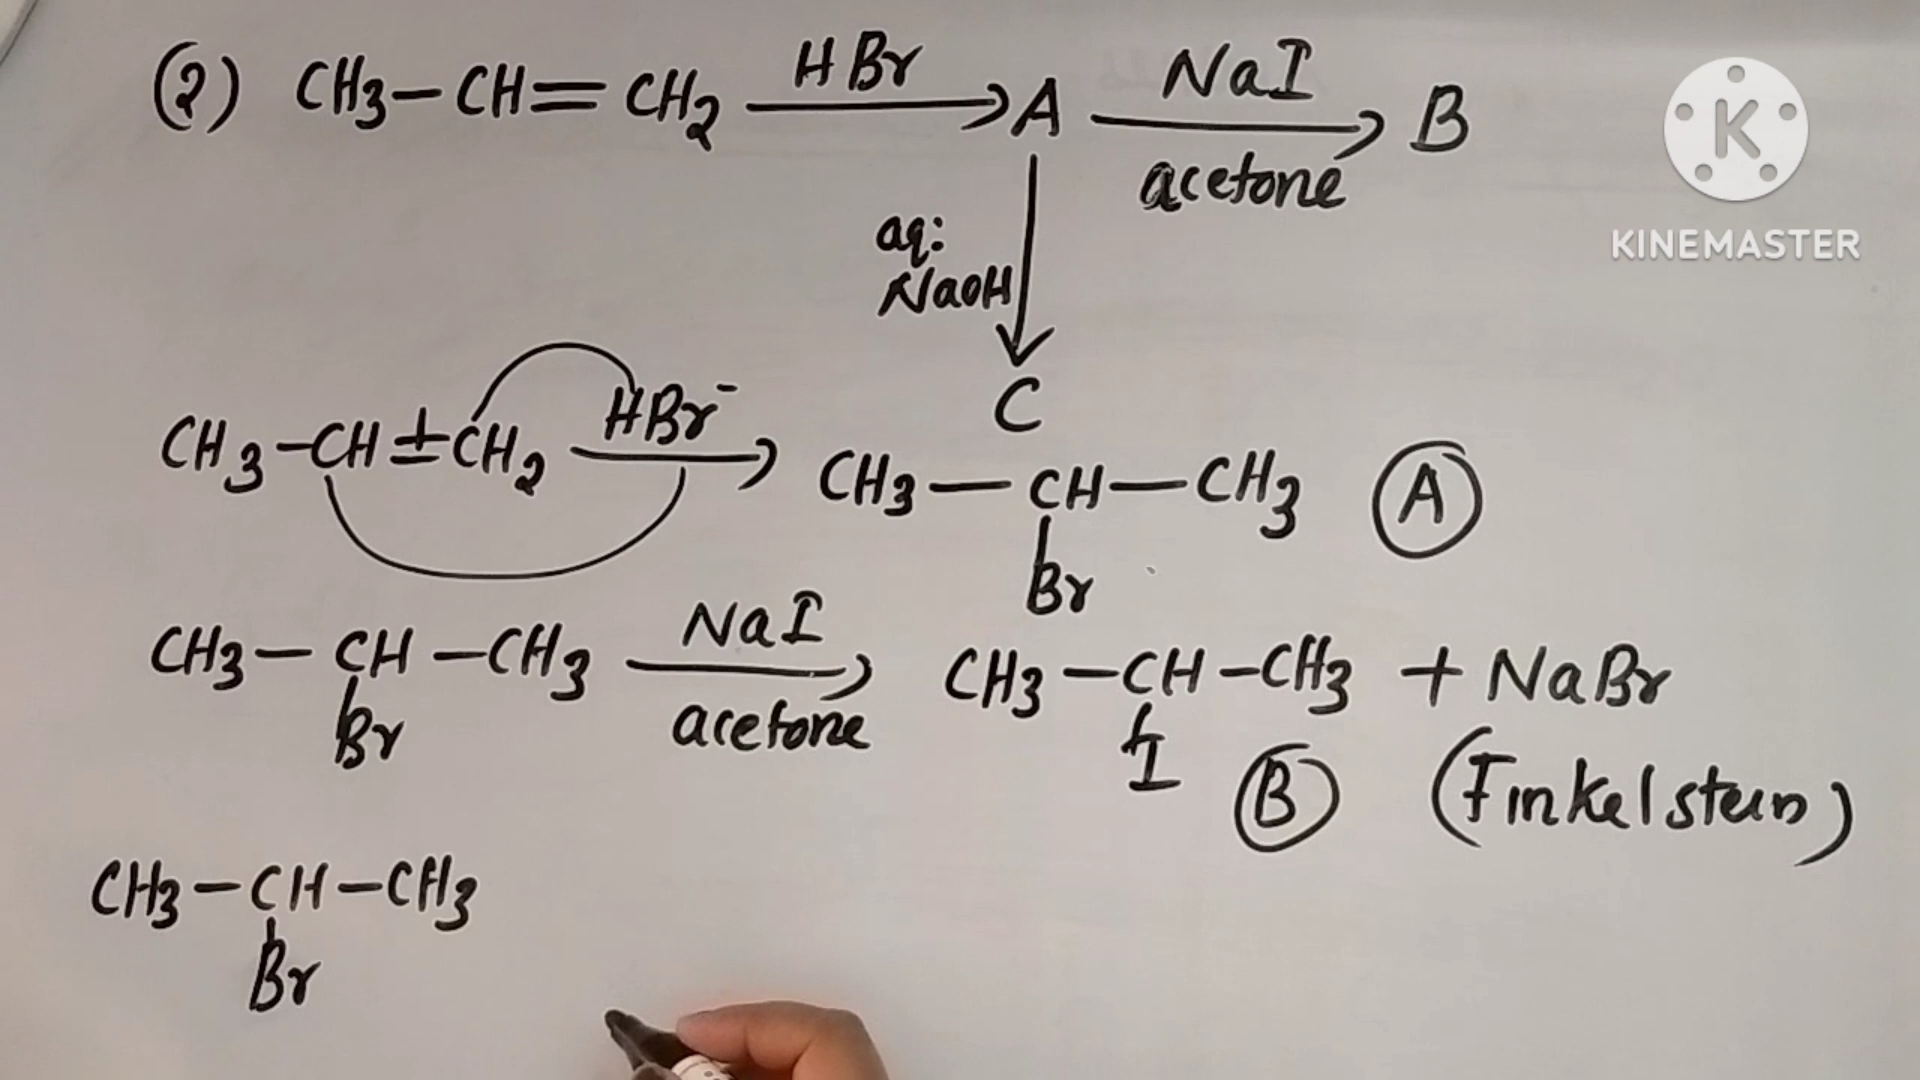 (2) CH3-CH=CH2 HBr → A NaI → B
acetone
aq:
NaOH
C
CH3-CH=CH2 HBr⁻ → CH3-CH-CH3 (A)
Br
CH3-CH-CH3 NaI → CH3-CH-CH3 + NaBr
Br acetone I (B) (Finkelstein)
CH3-CH-CH3
Br
KINEMASTER